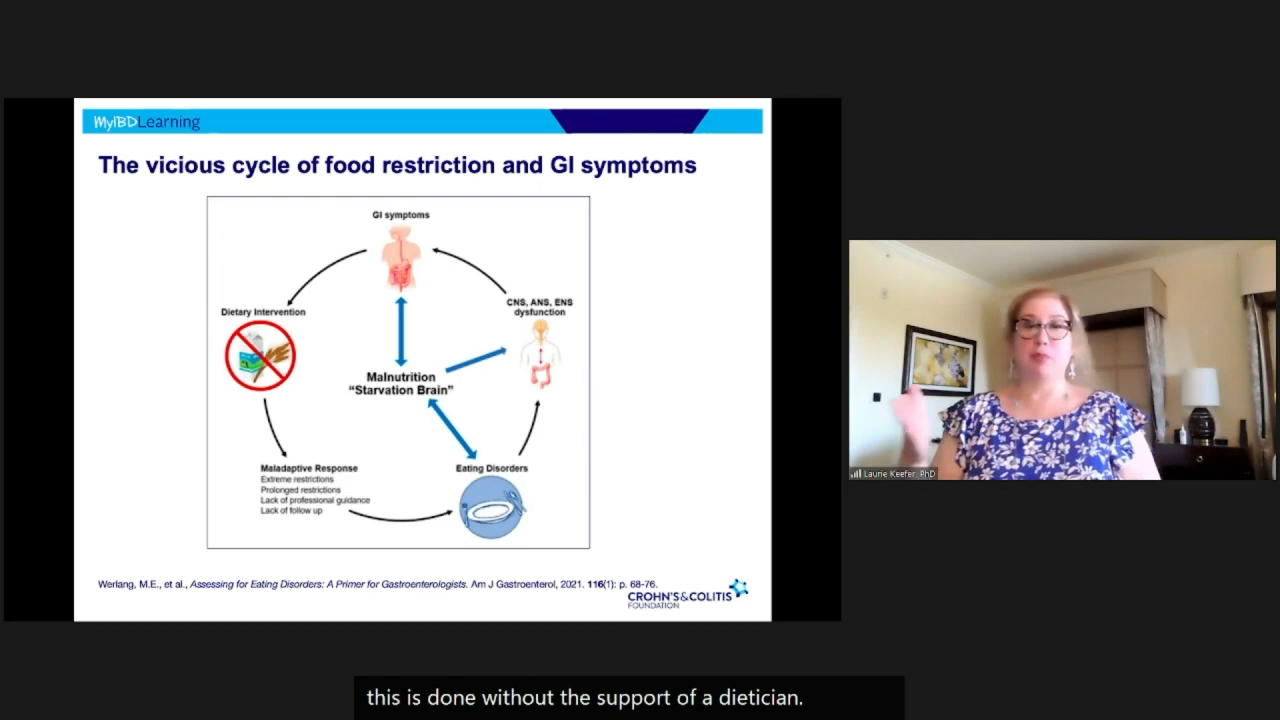 MyIBDLearning
The vicious cycle of food restriction and GI symptoms
GI symptoms
CNS, ANS, ENS
dysfunction
Dietary Intervention
Malnutrition
“Starvation Brain”
Maladaptive Response
Extreme restrictions
Prolonged restrictions
Lack of professional guidance
Lack of follow up
Eating Disorders
Werlang, M.E., et al., Assessing for Eating Disorders: A Primer for Gastroenterologists. Am J Gastroenterol, 2021. 116(1): p. 68-76.
CROHN'S&COLITIS
FOUNDATION
Laurie Keefer, PhD
this is done without the support of a dietician.